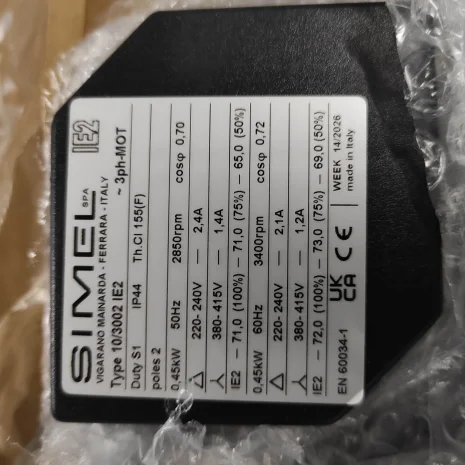 SIMEL SPA IE2
VIGARANO MAINARDA - FERRARA - ITALY
Type 10/3002 IE2 ~ 3ph-MOT
Duty S1 IP44 Th.Cl 155(F)
poles 2
0,45kW 50Hz 2850rpm cosφ 0,70
△ 220- 240V — 2,4A
⅄ 380- 415V — 1,4A
IE2 — 71,0 (100%) — 71,0 (75%) — 65,0 (50%)
0,45kW 60Hz 3400rpm cosφ 0,72
△ 220- 240V — 2,1A
⅄ 380- 415V — 1,2A
IE2 — 72,0 (100%) — 73,0 (75%) — 69,0 (50%)
EN 60034-1 UK CA CE WEEK 14/2026
made in Italy